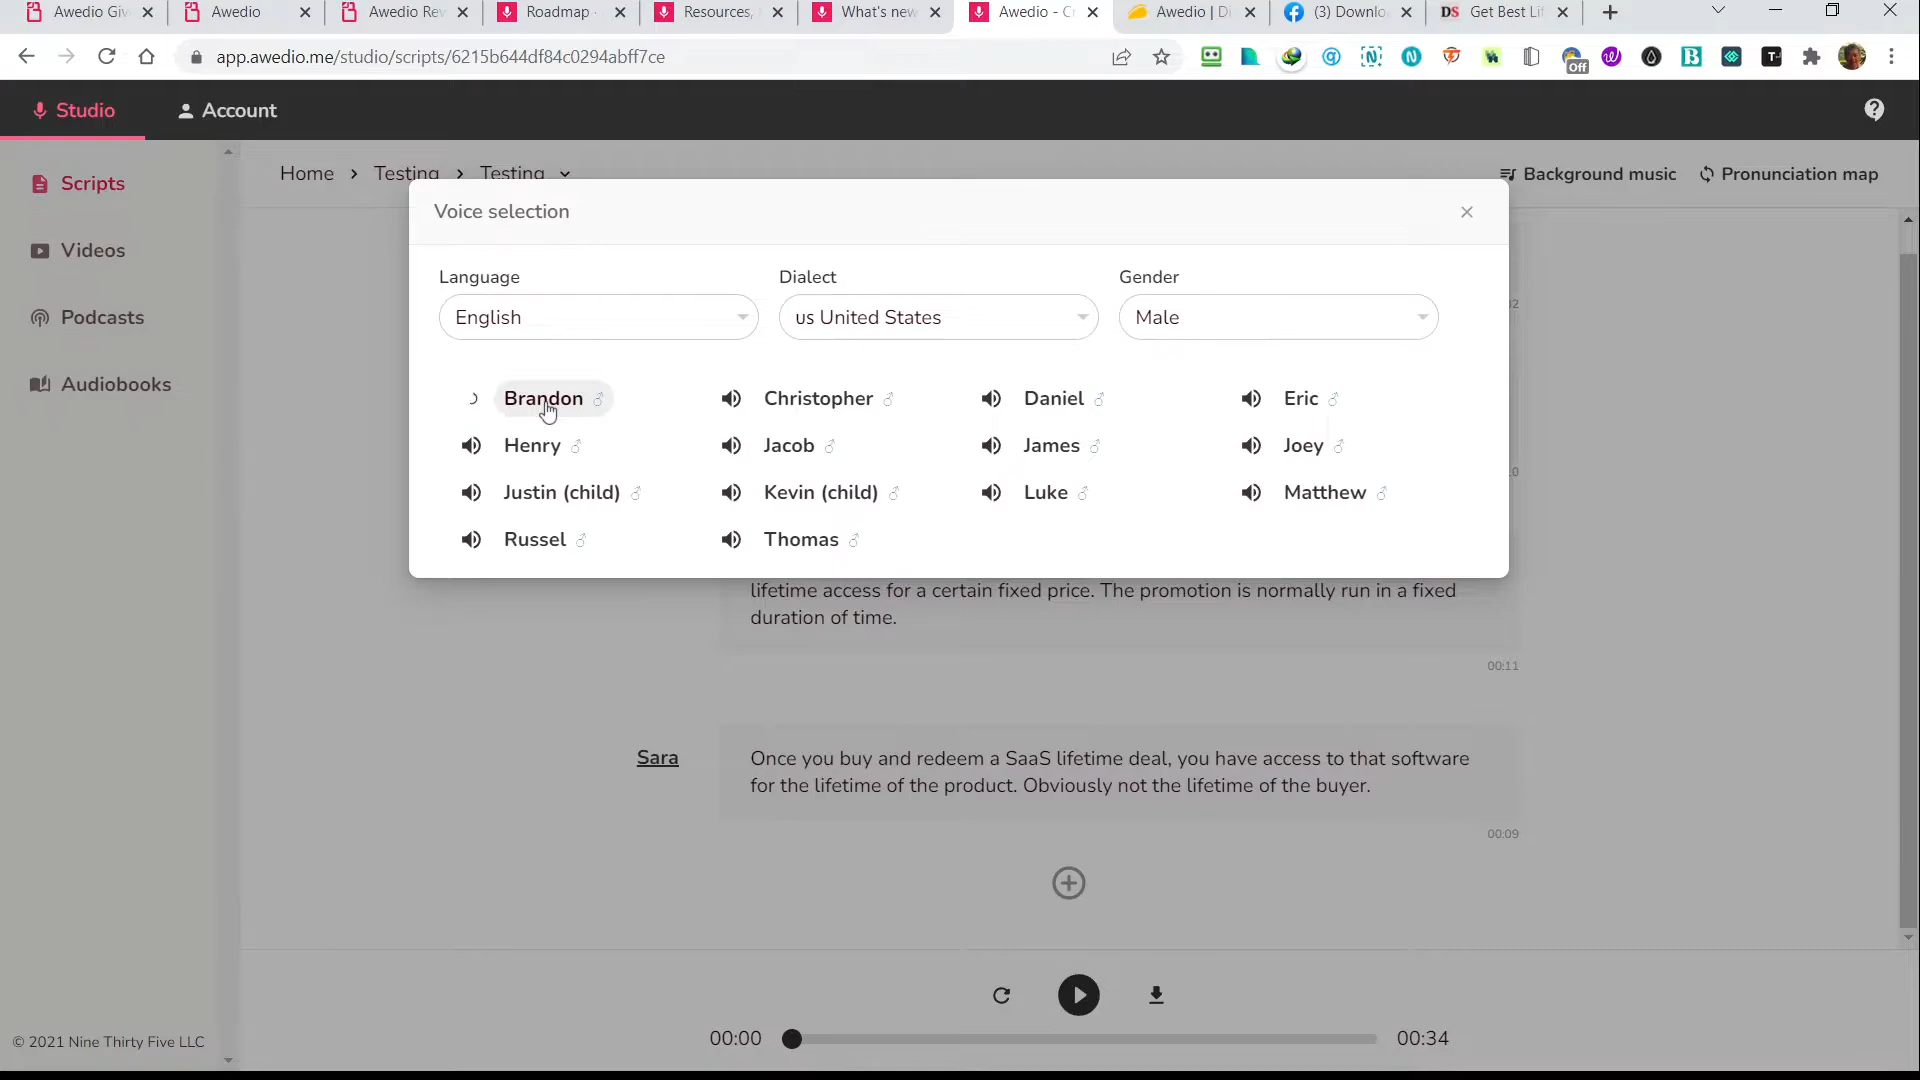 Awedio Giv
Awedio
Awedio Rev
Roadmap
Resources,
What's new
Awedio - C
Awedio | D
(3) Downlo
DS Get Best Lif
app.awedio.me/studio/scripts/6215b644df84c0294abff7ce
Off
Studio
Account
Scripts
Videos
Podcasts
Audiobooks
Home > Testing > Testing
Background music
Pronunciation map
Voice selection
Language
Dialect
Gender
English
us United States
Male
Brandon
Christopher
Daniel
Eric
Henry
Jacob
James
Joey
Justin (child)
Kevin (child)
Luke
Matthew
Russel
Thomas
lifetime access for a certain fixed price. The promotion is normally run in a fixed
duration of time.
00:11
Sara
Once you buy and redeem a SaaS lifetime deal, you have access to that software
for the lifetime of the product. Obviously not the lifetime of the buyer.
00:09
00:00
00:34
© 2021 Nine Thirty Five LLC